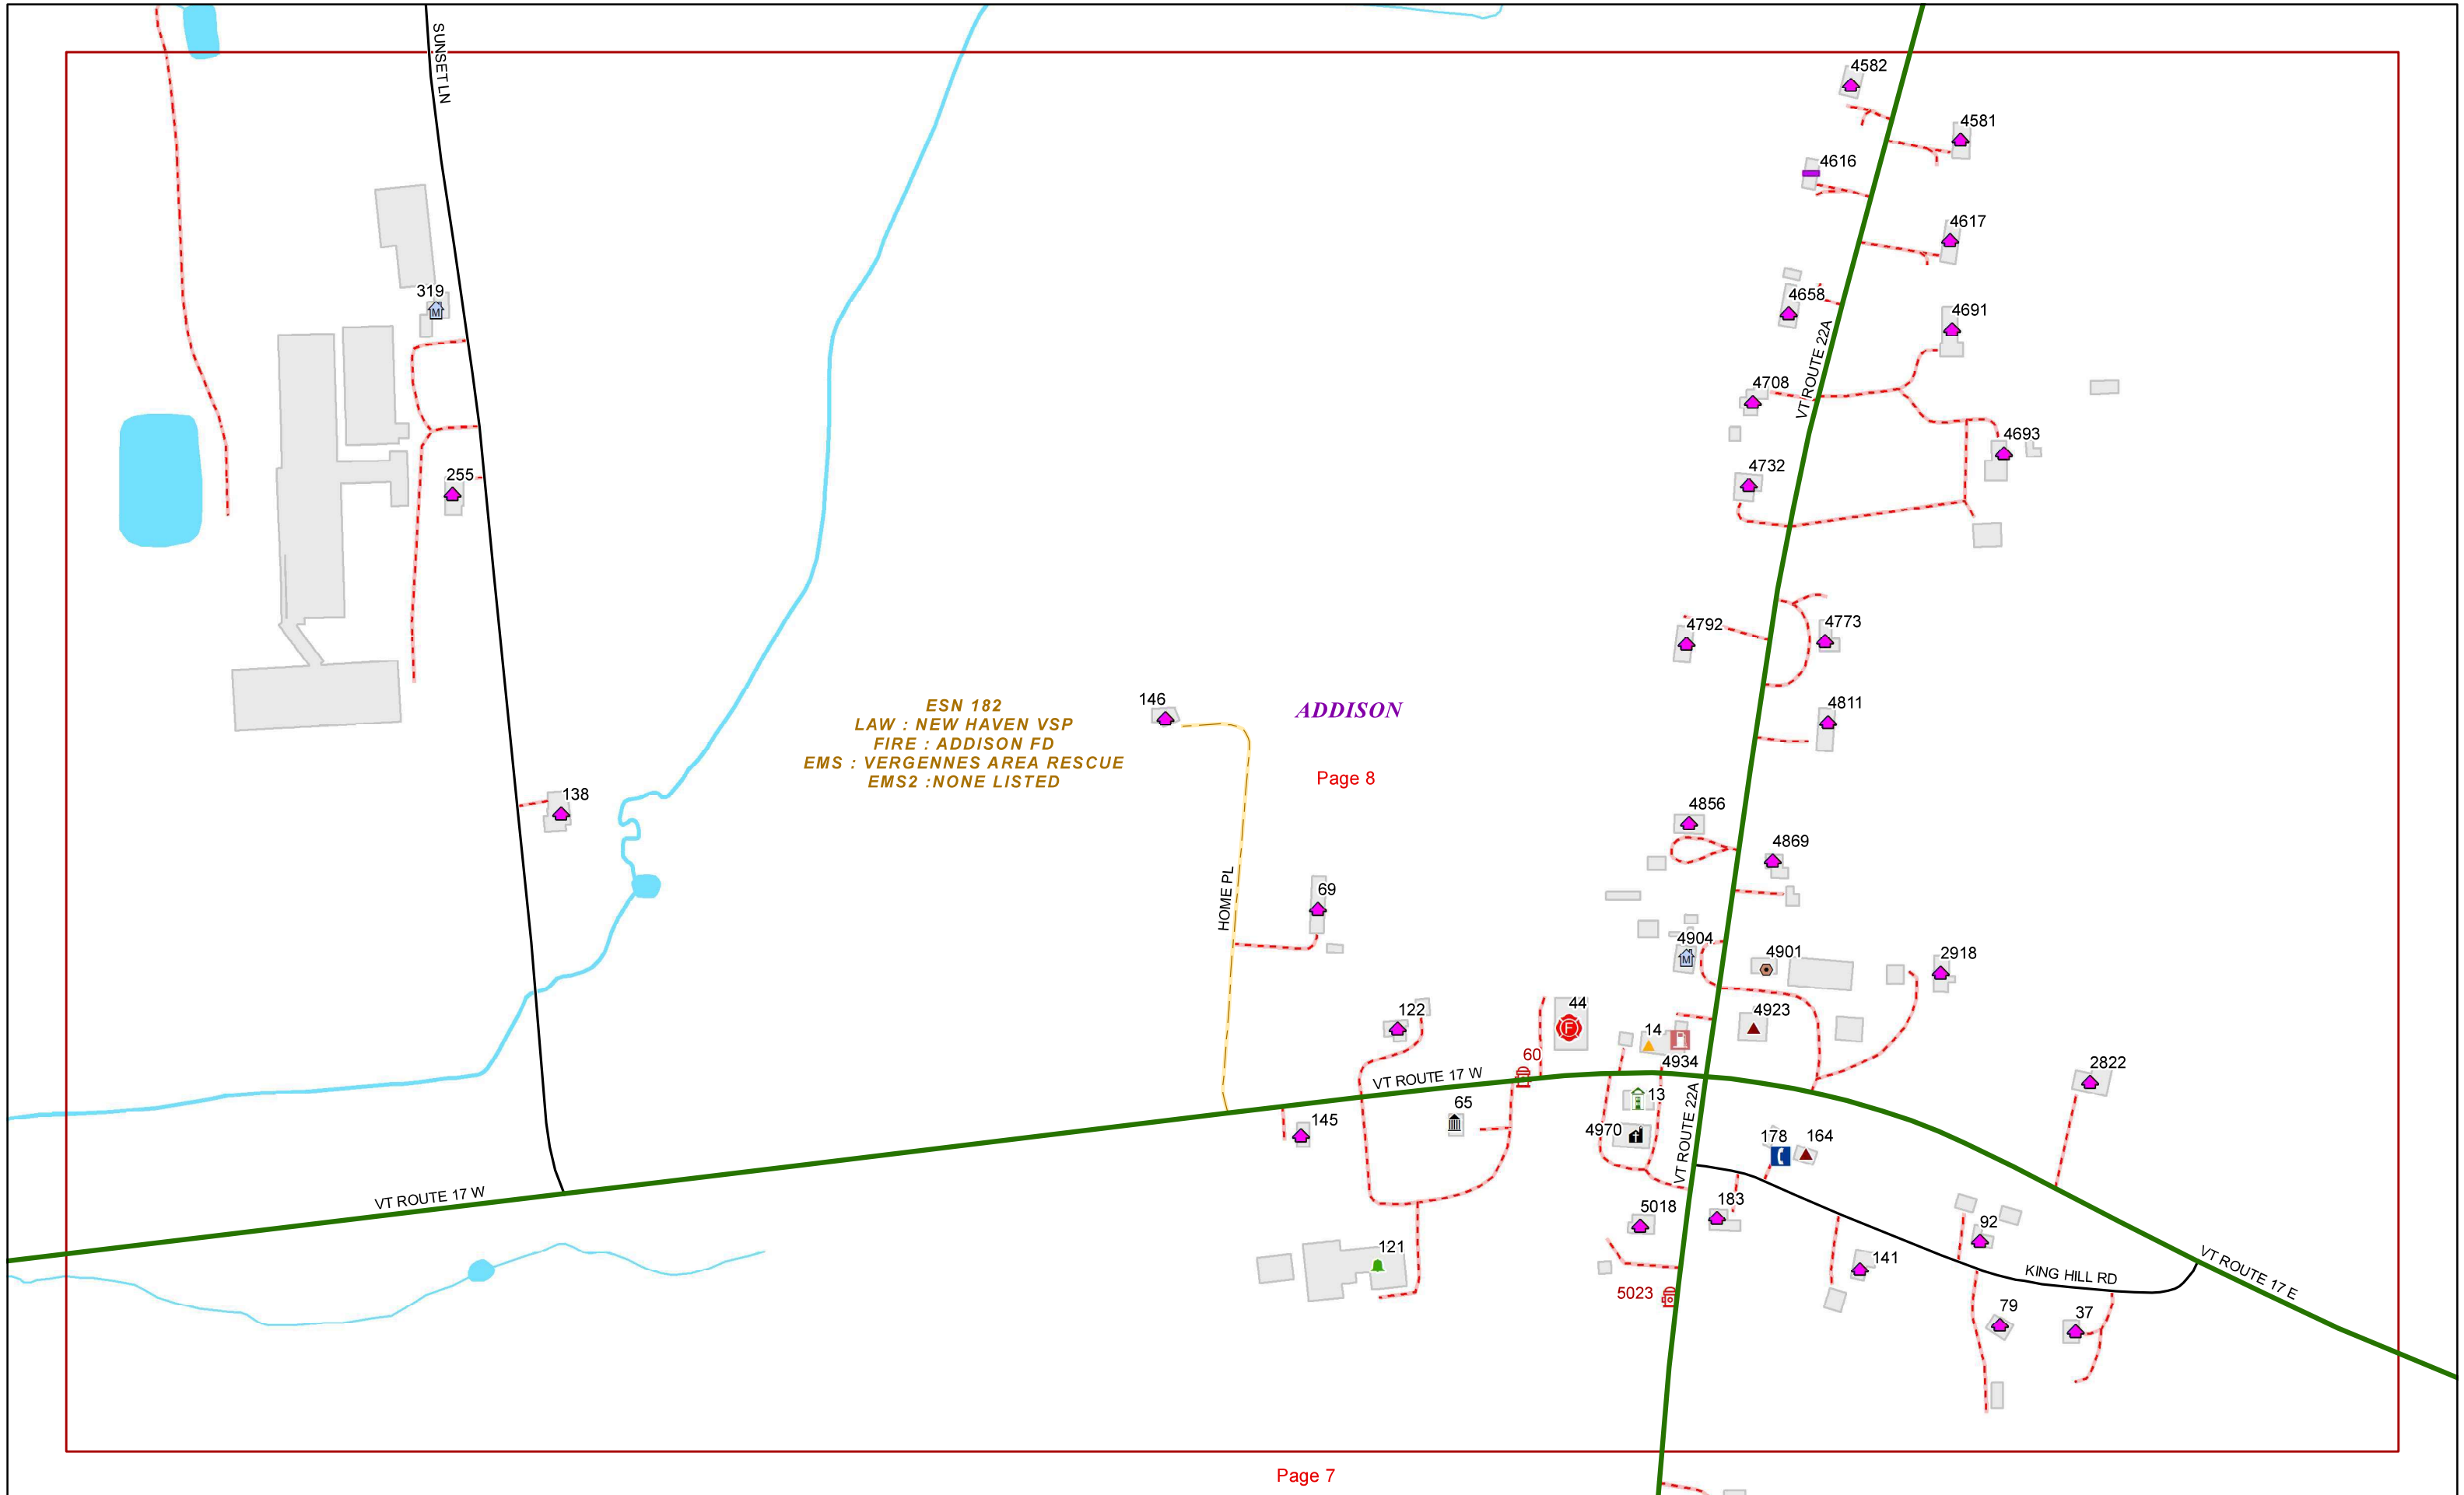 SUNSET LN
4582
4581
4616
4617
319
4658
4691
VT ROUTE 22A
4708
4693
255
4732
4792
4773
146
ESN 182
LAW : NEW HAVEN VSP
FIRE : ADDISON FD
EMS : VERGENNES AREA RESCUE
EMS2 :NONE LISTED
ADDISON
Page 8
4811
138
4856
4869
HOME PL
69
4904
4901
2918
122
44
F
14
4923
4934
60
2822
VT ROUTE 17 W
13
65
145
4970
VT ROUTE 22A
178
164
VT ROUTE 17 W
5018
183
92
121
141
KING HILL RD
VT ROUTE 17 E
5023
79
37
Page 7
M
M